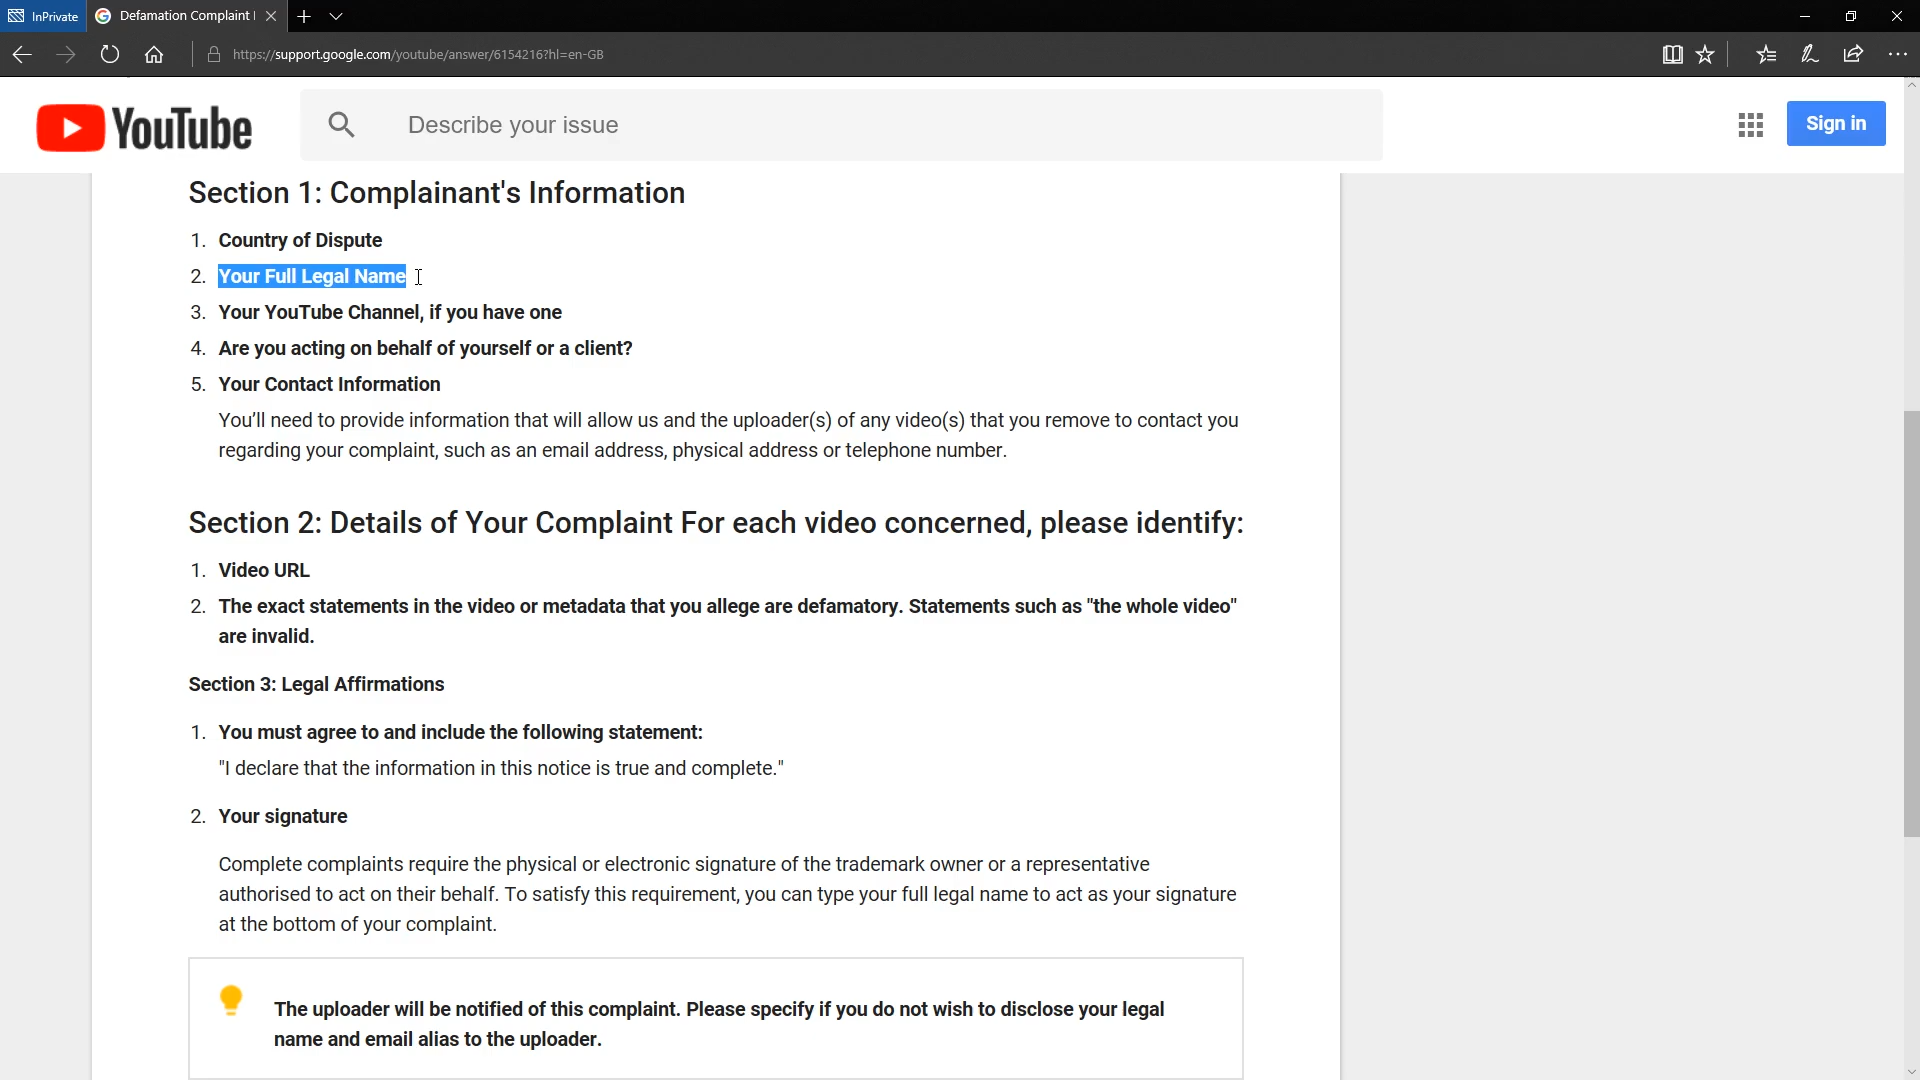 InPrivate
Defamation Complaint
https://support.google.com/youtube/answer/6154216?hl=en-GB
YouTube
Describe your issue
Sign in
Section 1: Complainant's Information
1. Country of Dispute
2. Your Full Legal Name
3. Your YouTube Channel, if you have one
4. Are you acting on behalf of yourself or a client?
5. Your Contact Information
You’ll need to provide information that will allow us and the uploader(s) of any video(s) that you remove to contact you
regarding your complaint, such as an email address, physical address or telephone number.
Section 2: Details of Your Complaint For each video concerned, please identify:
1. Video URL
2. The exact statements in the video or metadata that you allege are defamatory. Statements such as "the whole video"
are invalid.
Section 3: Legal Affirmations
1. You must agree to and include the following statement:
"I declare that the information in this notice is true and complete."
2. Your signature
Complete complaints require the physical or electronic signature of the trademark owner or a representative
authorised to act on their behalf. To satisfy this requirement, you can type your full legal name to act as your signature
at the bottom of your complaint.
The uploader will be notified of this complaint. Please specify if you do not wish to disclose your legal
name and email alias to the uploader.